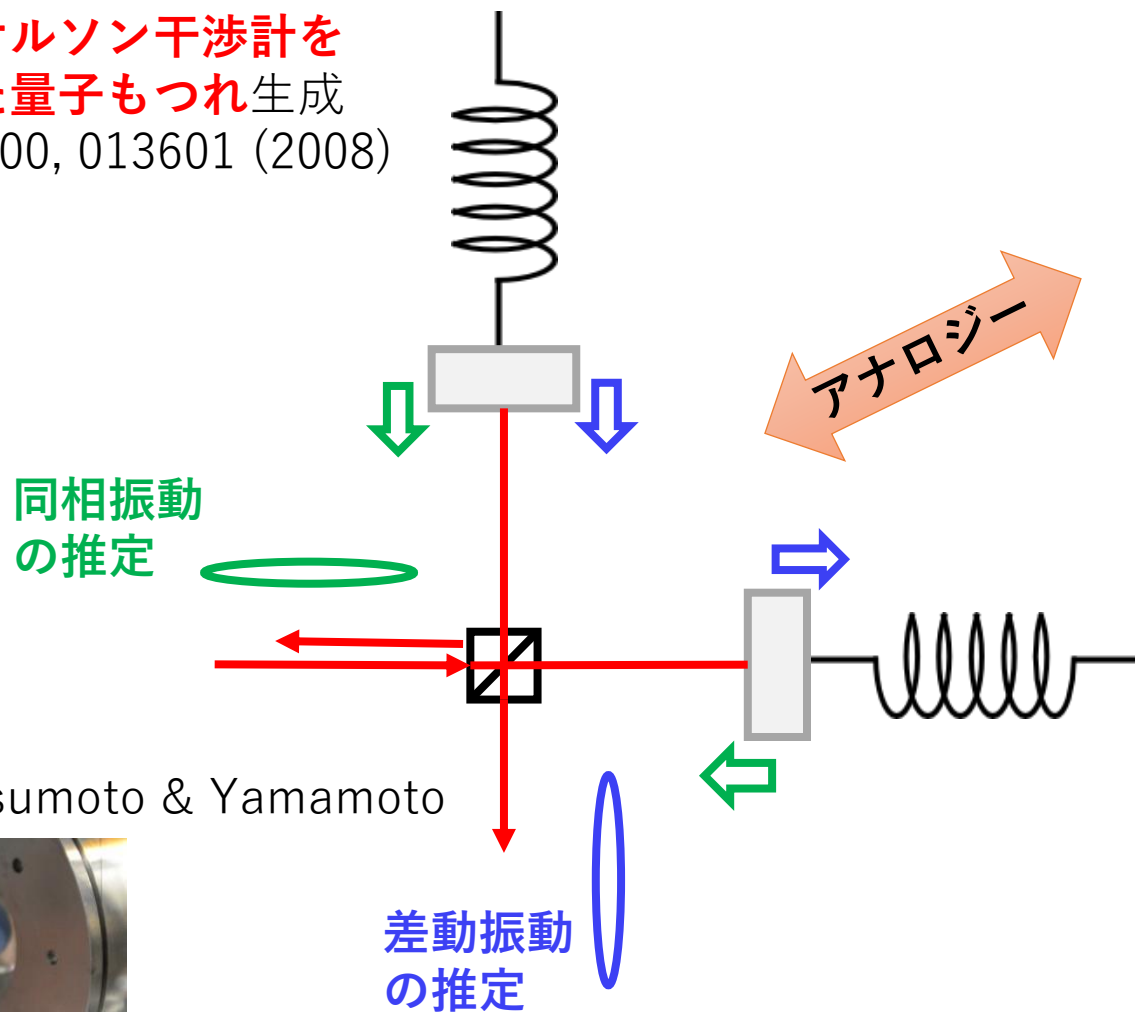 ルソン干渉計を
量子もつれ生成
00, 013601 (2008)
アナロジー
同相振動
の推定
sumoto & Yamamoto
差動振動
の推定